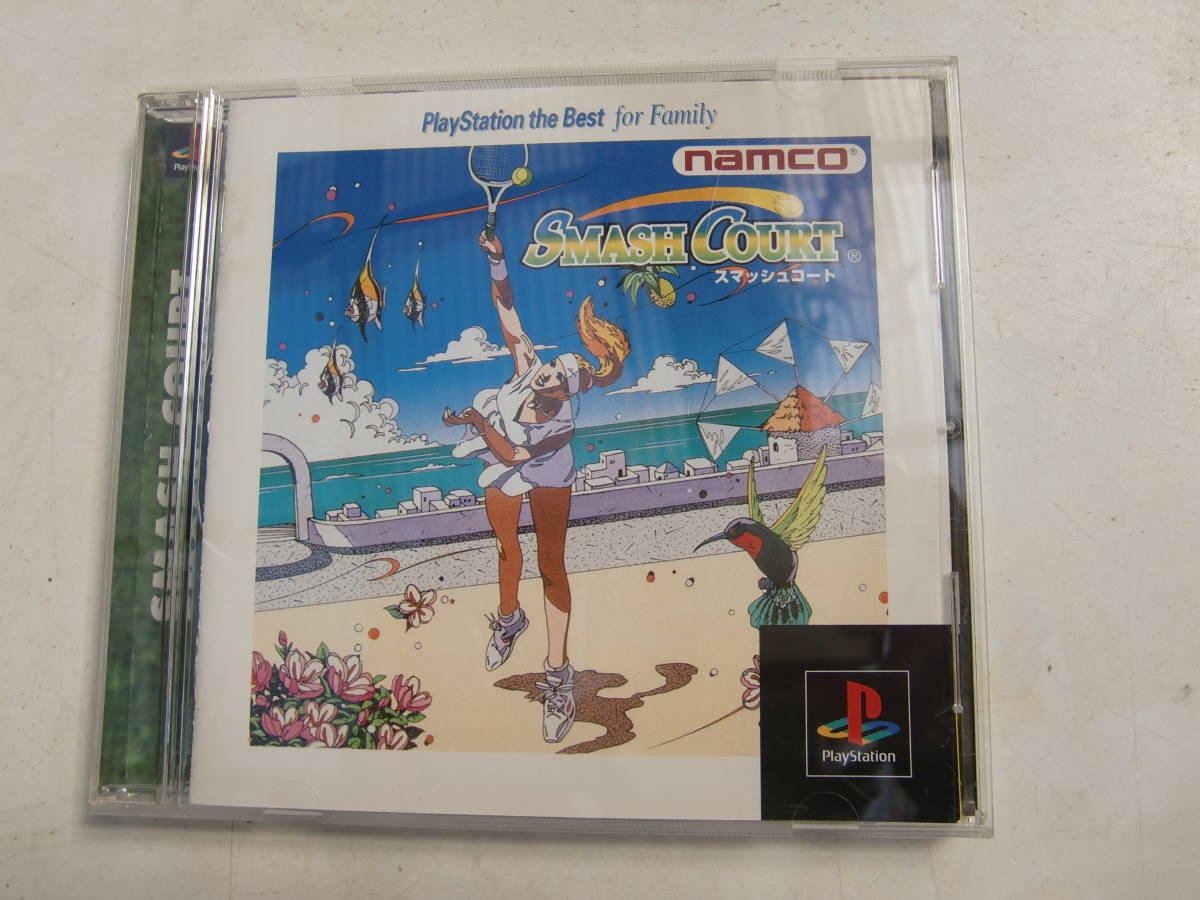 PlayStation the Best for Family
namco®
SMASH COURT®
スマッシュコート
SMASH COURT
PlayStation